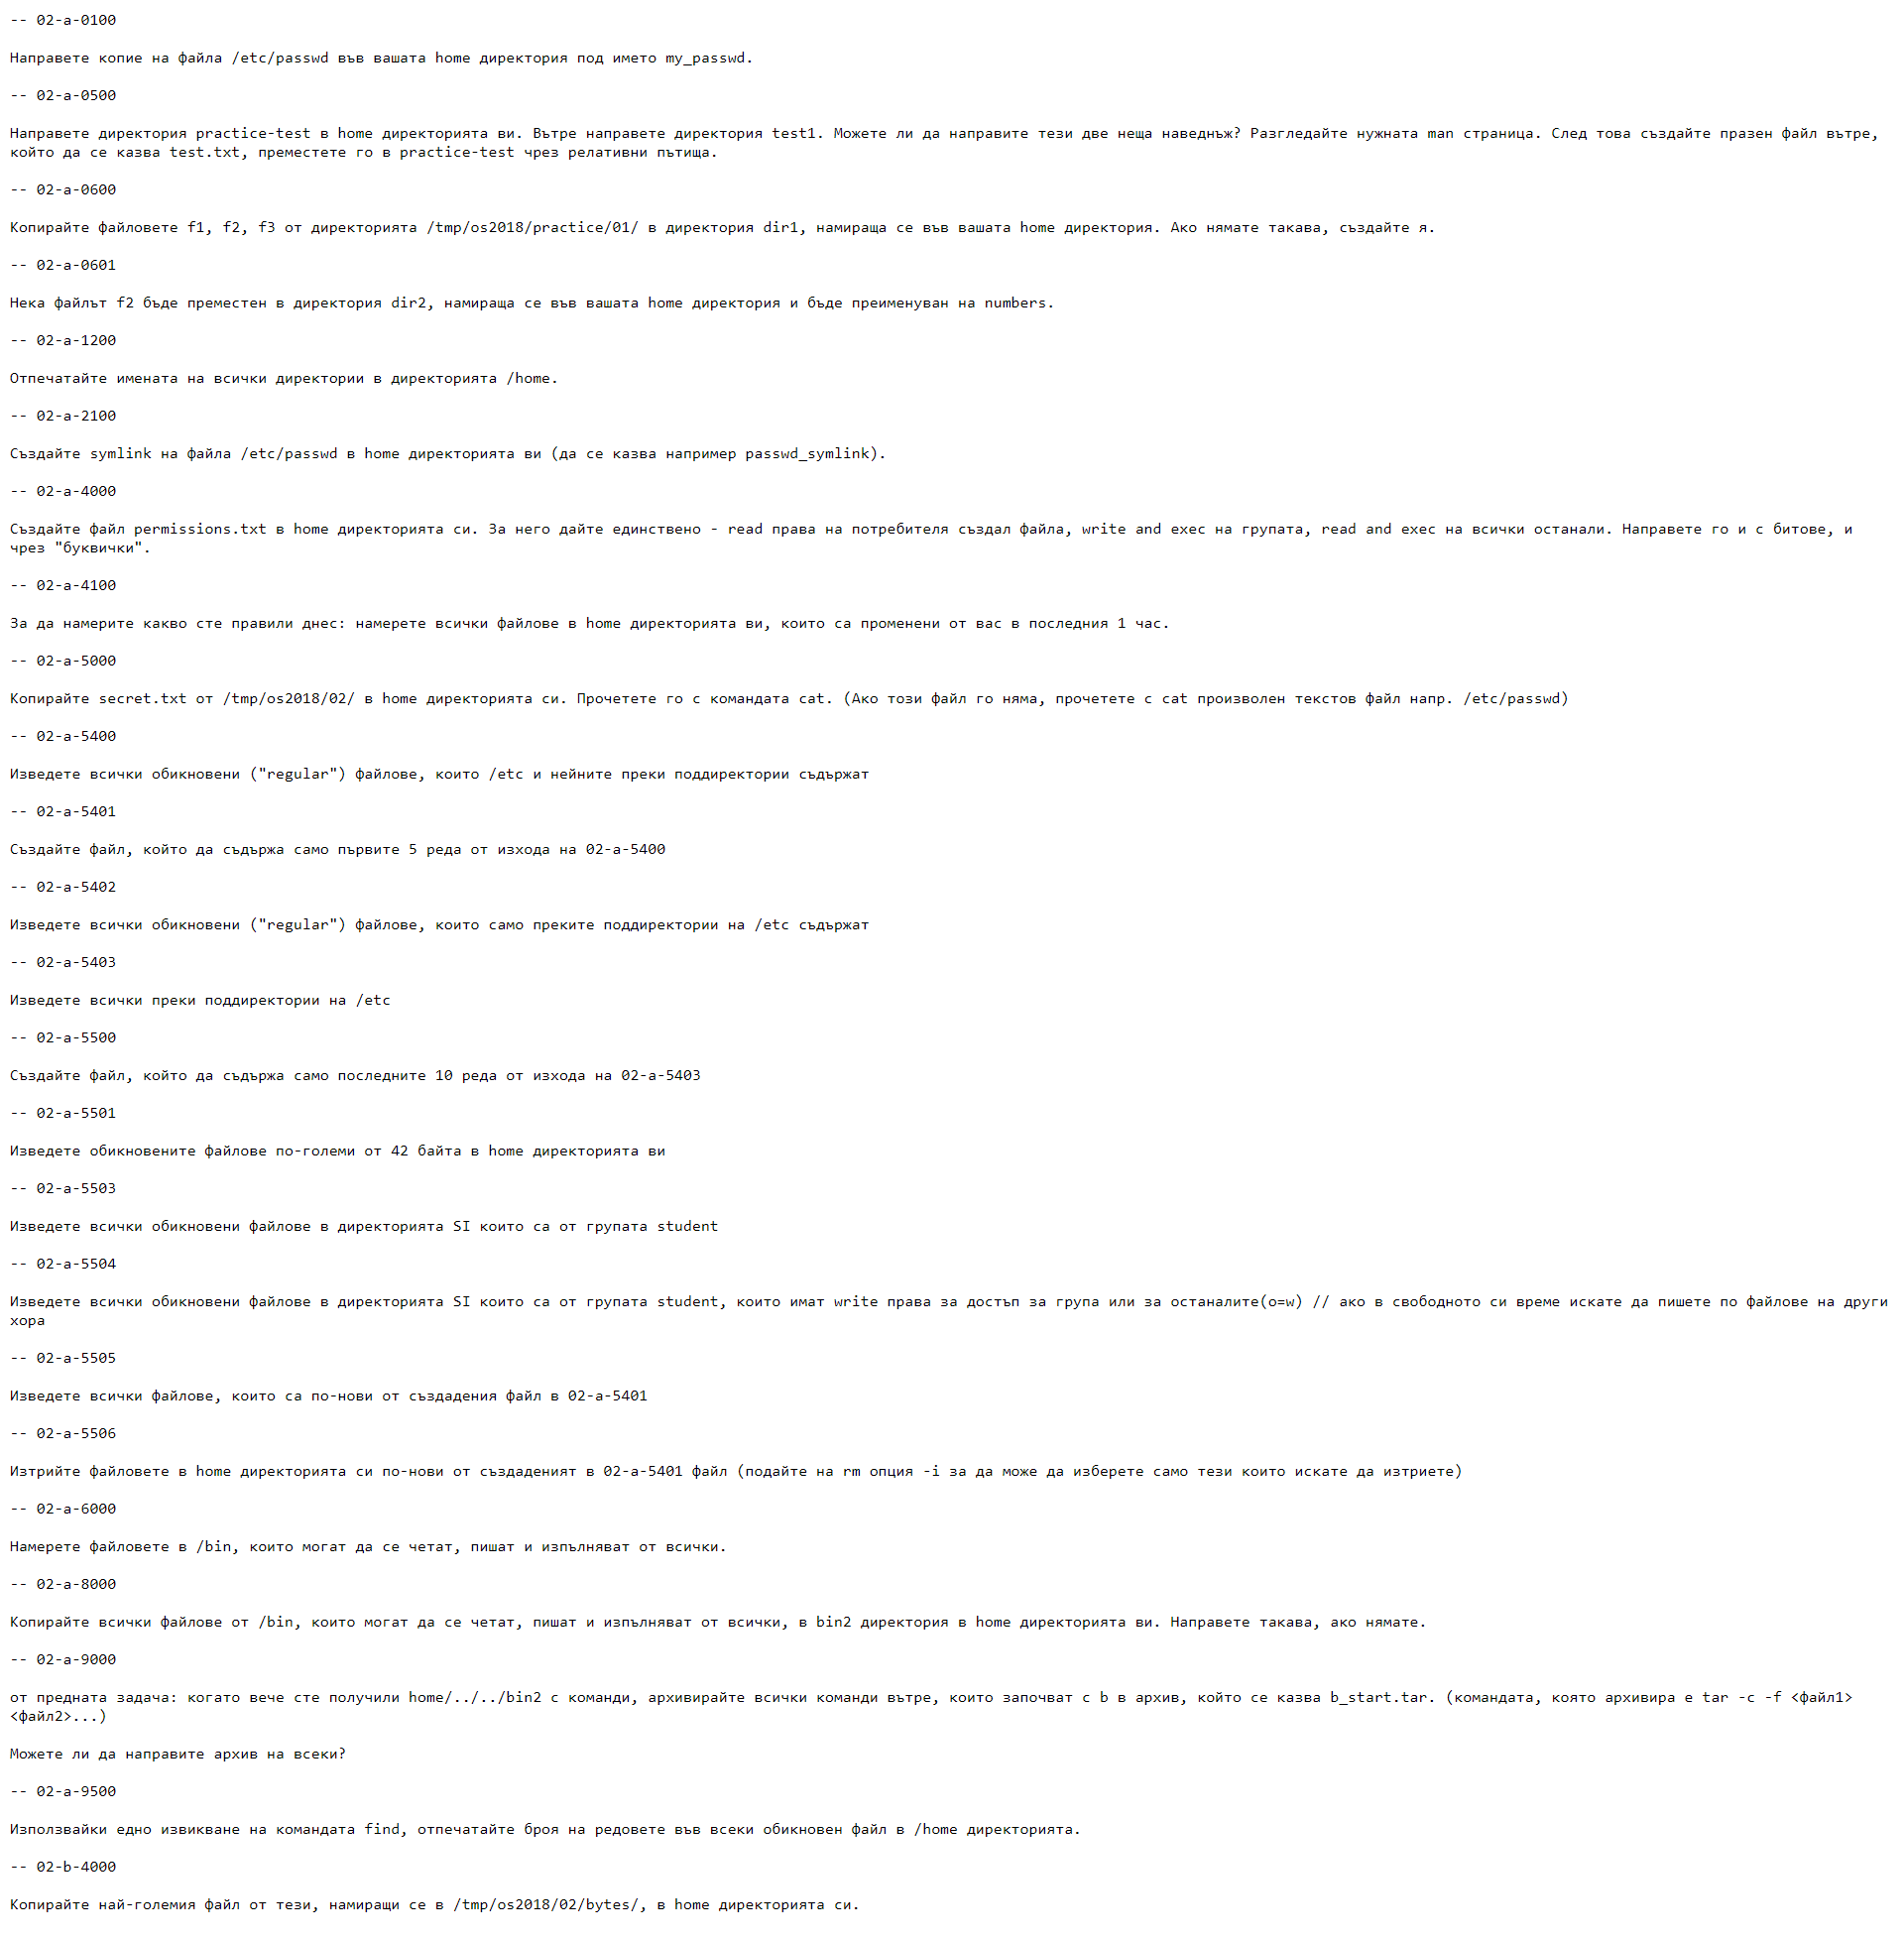 -- 02-a-0100
Направете копие на файла /etc/passwd във вашата home директория под името my_passwd.
-- 02-a-0500
Направете директория practice-test в home директорията ви. Вътре направете директория test1. Можете ли да направите тези две неща наведнъж? Разгледайте нужната man страница. След това създайте празен файл вътре,
който да се казва test.txt, преместете го в practice-test чрез релативни пътища.
-- 02-a-0600
Копирайте файловете f1, f2, f3 от директорията /tmp/os2018/practice/01/ в директория dir1, намираща се във вашата home директория. Ако нямате такава, създайте я.
-- 02-a-0601
Нека файлът f2 бъде преместен в директория dir2, намираща се във вашата home директория и бъде преименуван на numbers.
-- 02-a-1200
Отпечатайте имената на всички директории в директорията /home.
-- 02-a-2100
Създайте symlink на файла /etc/passwd в home директорията ви (да се казва например passwd_symlink).
-- 02-a-4000
Създайте файл permissions.txt в home директорията си. За него дайте единствено - read права на потребителя създал файла, write and exec на групата, read and exec на всички останали. Направете го и с битове, и
чрез "буквички".
-- 02-a-4100
За да намерите какво сте правили днес: намерете всички файлове в home директорията ви, които са променени от вас в последния 1 час.
-- 02-a-5000
Копирайте secret.txt от /tmp/os2018/02/ в home директорията си. Прочетете го с командата cat. (Ако този файл го няма, прочетете с cat произволен текстов файл напр. /etc/passwd)
-- 02-a-5400
Изведете всички обикновени ("regular") файлове, които /etc и нейните преки поддиректории съдържат
-- 02-a-5401
Създайте файл, който да съдържа само първите 5 реда от изхода на 02-a-5400
-- 02-a-5402
Изведете всички обикновени ("regular") файлове, които само преките поддиректории на /etc съдържат
-- 02-a-5403
Изведете всички преки поддиректории на /etc
-- 02-a-5500
Създайте файл, който да съдържа само последните 10 реда от изхода на 02-a-5403
-- 02-a-5501
Изведете обикновените файлове по-големи от 42 байта в home директорията ви
-- 02-a-5503
Изведете всички обикновени файлове в директорията SI които са от групата student
-- 02-a-5504
Изведете всички обикновени файлове в директорията SI които са от групата student, които имат write права за достъп за група или за останалите(o=w) // ако в свободното си време искате да пишете по файлове на други
хора
-- 02-a-5505
Изведете всички файлове, които са по-нови от създадения файл в 02-a-5401
-- 02-a-5506
Изтрийте файловете в home директорията си по-нови от създаденият в 02-a-5401 файл (подайте на rm опция -i за да може да изберете само тези които искате да изтриете)
-- 02-a-6000
Намерете файловете в /bin, които могат да се четат, пишат и изпълняват от всички.
-- 02-a-8000
Копирайте всички файлове от /bin, които могат да се четат, пишат и изпълняват от всички, в bin2 директория в home директорията ви. Направете такава, ако нямате.
-- 02-a-9000
от предната задача: когато вече сте получили home/../../bin2 с команди, архивирайте всички команди вътре, които започват с b в архив, който се казва b_start.tar. (командата, която архивира е tar -c -f <файл1>
<файл2>...)
Можете ли да направите архив на всеки?
-- 02-a-9500
Използвайки едно извикване на командата find, отпечатайте броя на редовете във всеки обикновен файл в /home директорията.
-- 02-b-4000
Копирайте най-големия файл от тези, намиращи се в /tmp/os2018/02/bytes/, в home директорията си.